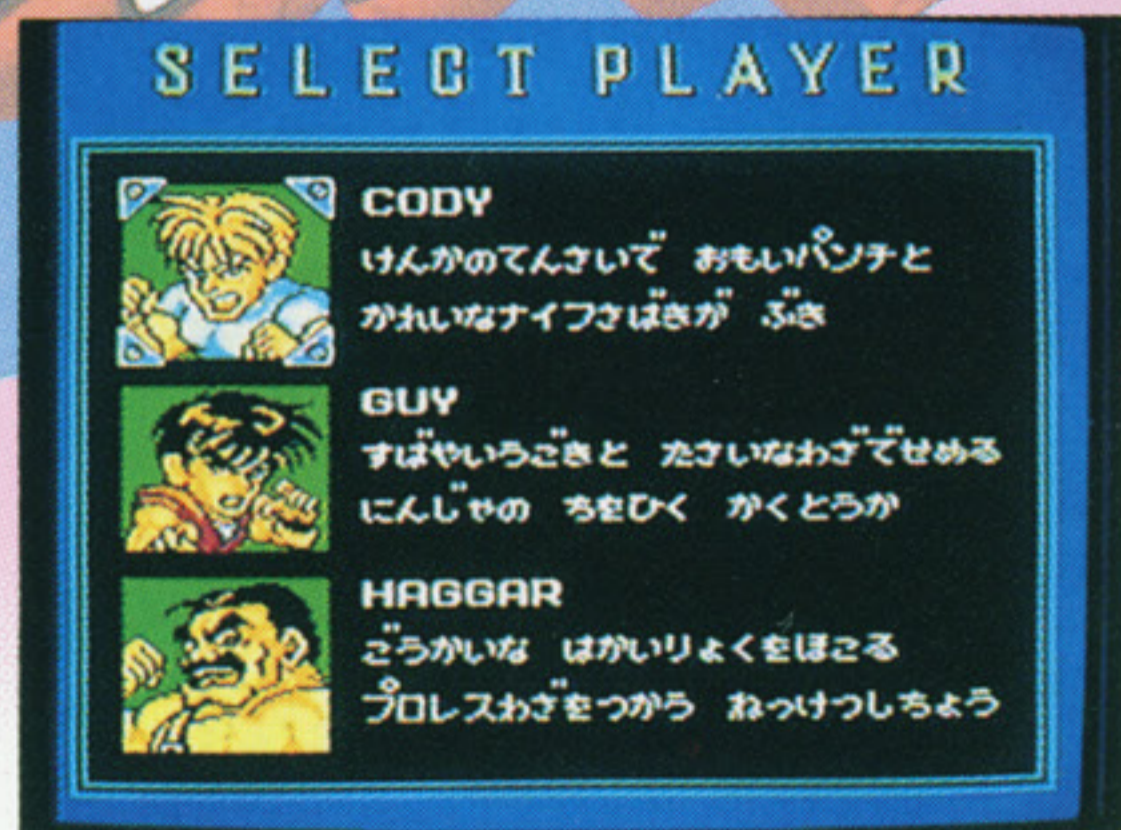 SELECT PLAYER
CODY
けんかのてんさいで おもいパンチと
かれいなナイフさばきが ぶき
GUY
すばやいうごきと たさいなわざでせめる
にんじゃの ちをひく かくとうか
HAGGAR
ごうかいな はかいりょくをほこる
プロレスわざをつかう ねっけつしちょう